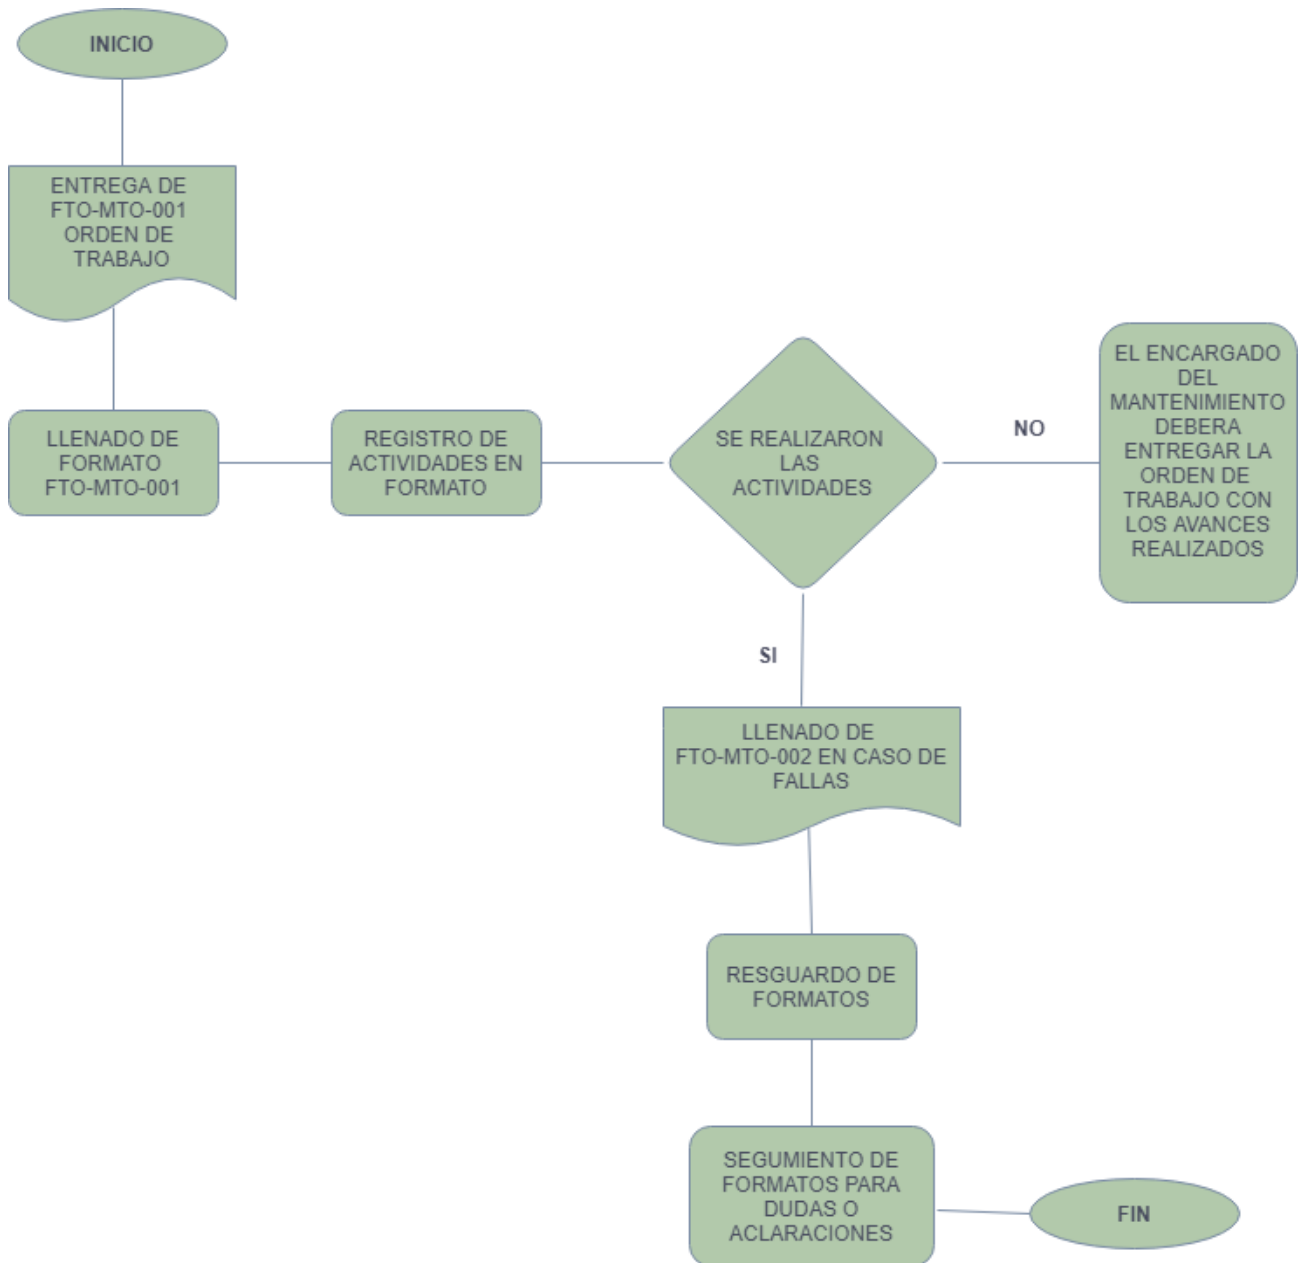 INICIO
ENTREGA DE
FTO-MTO-001
ORDEN DE
TRABAJO
LLENADO DE
FORMATO
FTO-MTO-001
REGISTRO DE
ACTIVIDADES EN
FORMATO
SE REALIZARON
LAS
ACTIVIDADES
NO
EL ENCARGADO
DEL
MANTENIMIENTO
DEBERA
ENTREGAR LA
ORDEN DE
TRABAJO CON
LOS AVANCES
REALIZADOS
SI
LLENADO DE
FTO-MTO-002 EN CASO DE
FALLAS
RESGUARDO DE
FORMATOS
SEGUMIENTO DE
FORMATOS PARA
DUDAS O
ACLARACIONES
FIN